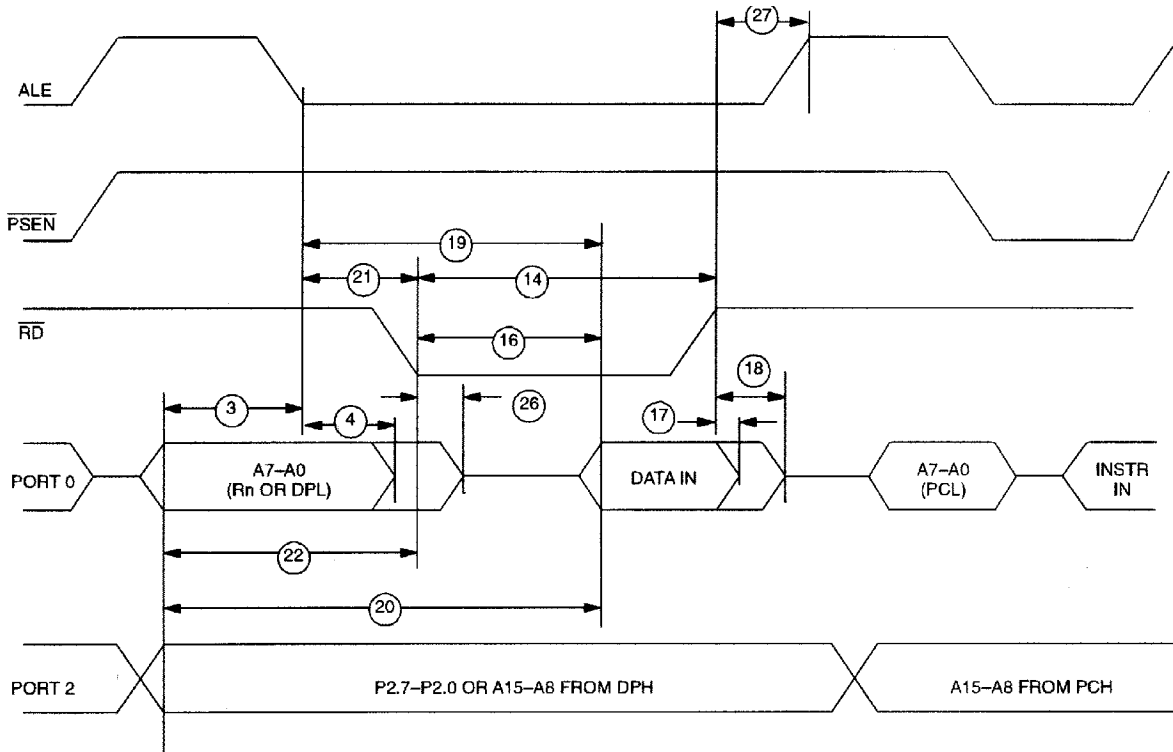 27
ALE
PSEN
19
21
14
RD
16
18
3
4
26
17
PORT 0
A7–A0
(Rn OR DPL)
DATA IN
A7–A0
(PCL)
INSTR
IN
22
20
PORT 2
P2.7–P2.0 OR A15–A8 FROM DPH
A15–A8 FROM PCH